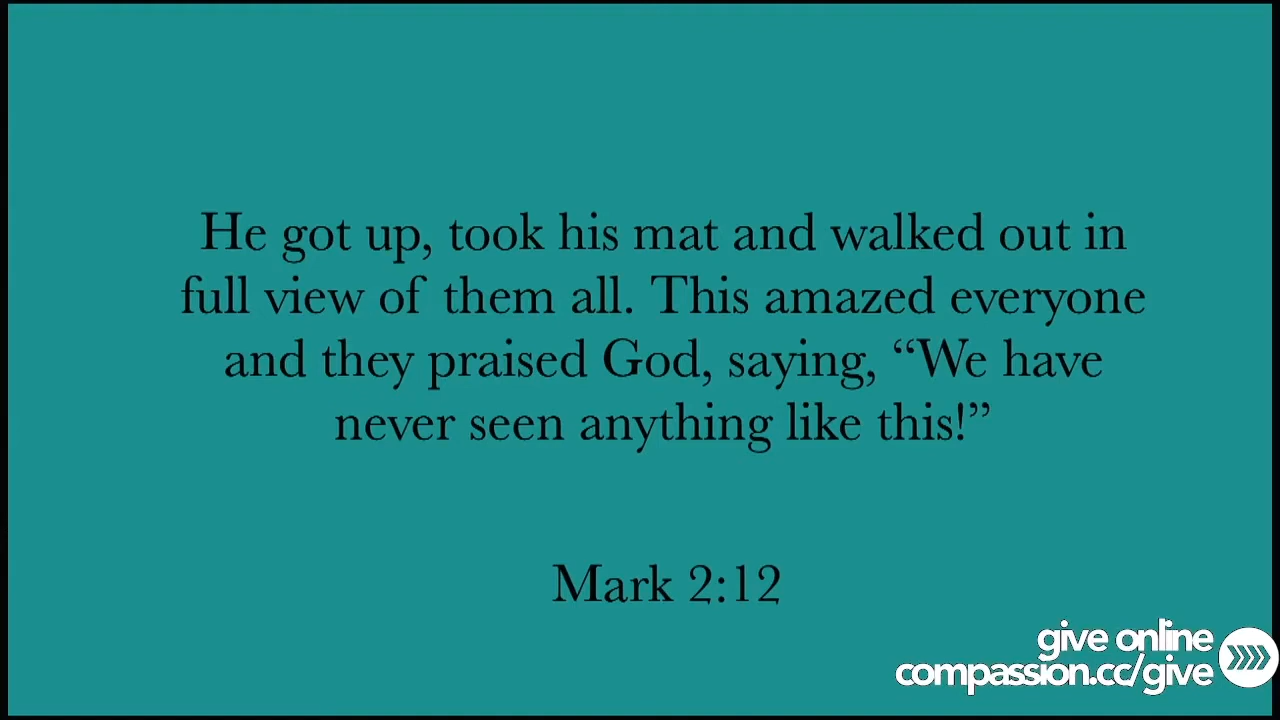 He got up, took his mat and walked out in
full view of them all. This amazed everyone
and they praised God, saying, “We have
never seen anything like this!”
Mark 2:12
give online
compassion.cc/give